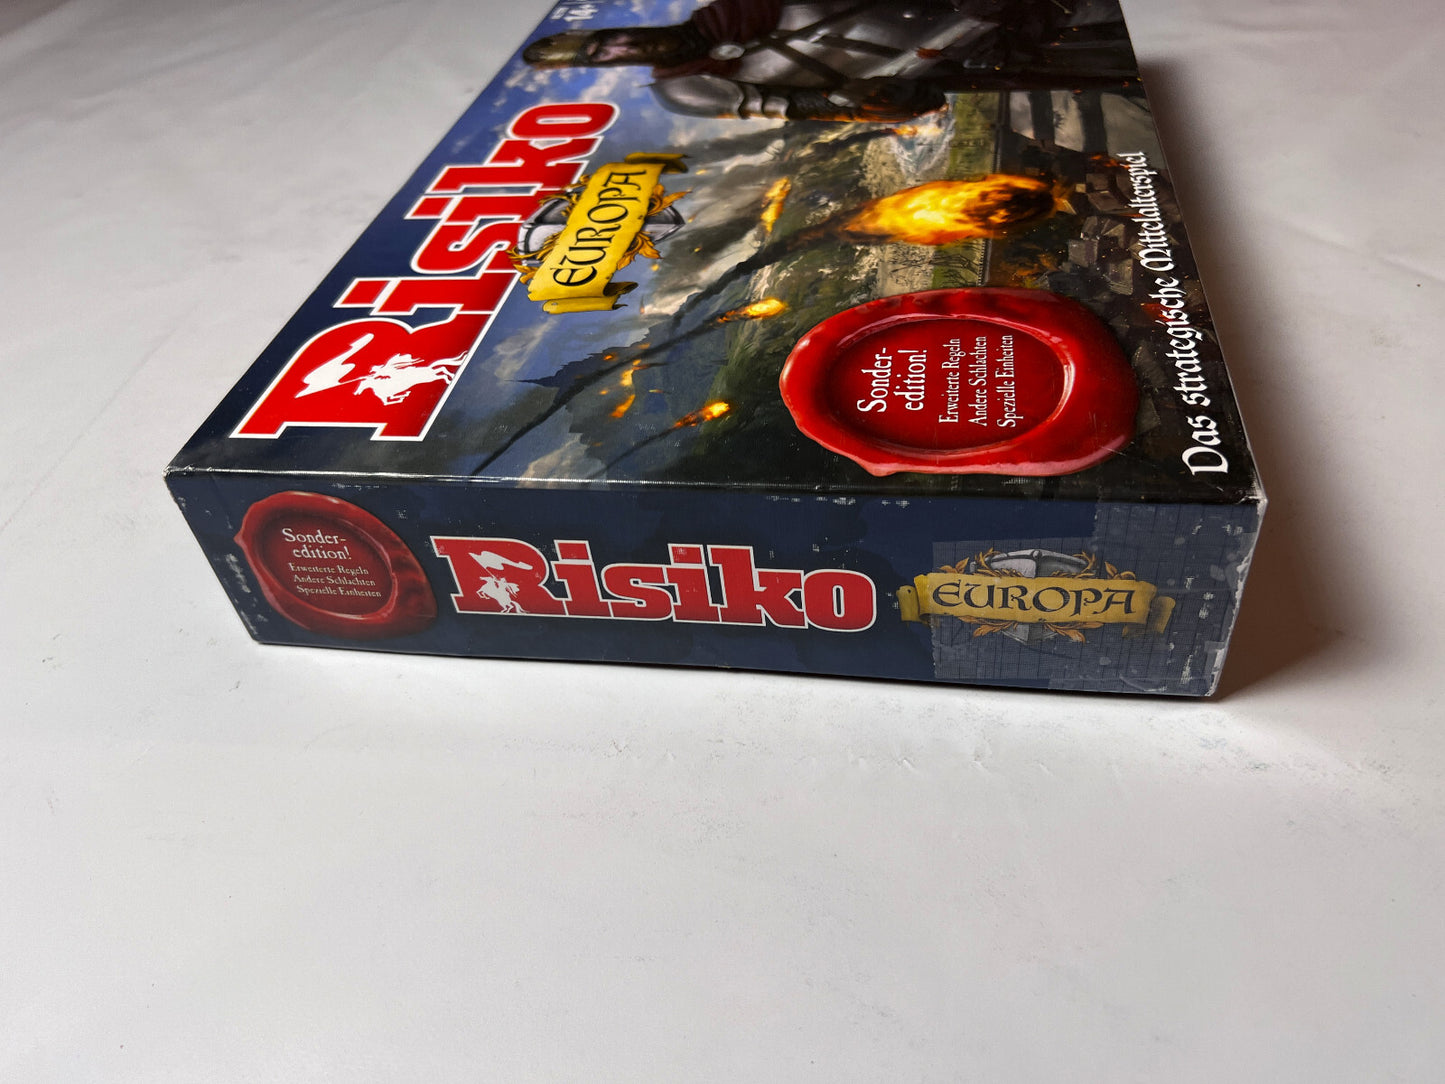 14+
Risiko
EUROPA
Sonder-
edition!
Erweiterte Regeln
Andere Schlachten
Spezielle Einheiten
Das strategische Mittelalterspiel
Sonder-
edition!
Erweiterte Regeln
Andere Schlachten
Spezielle Einheiten
Risiko
EUROPA